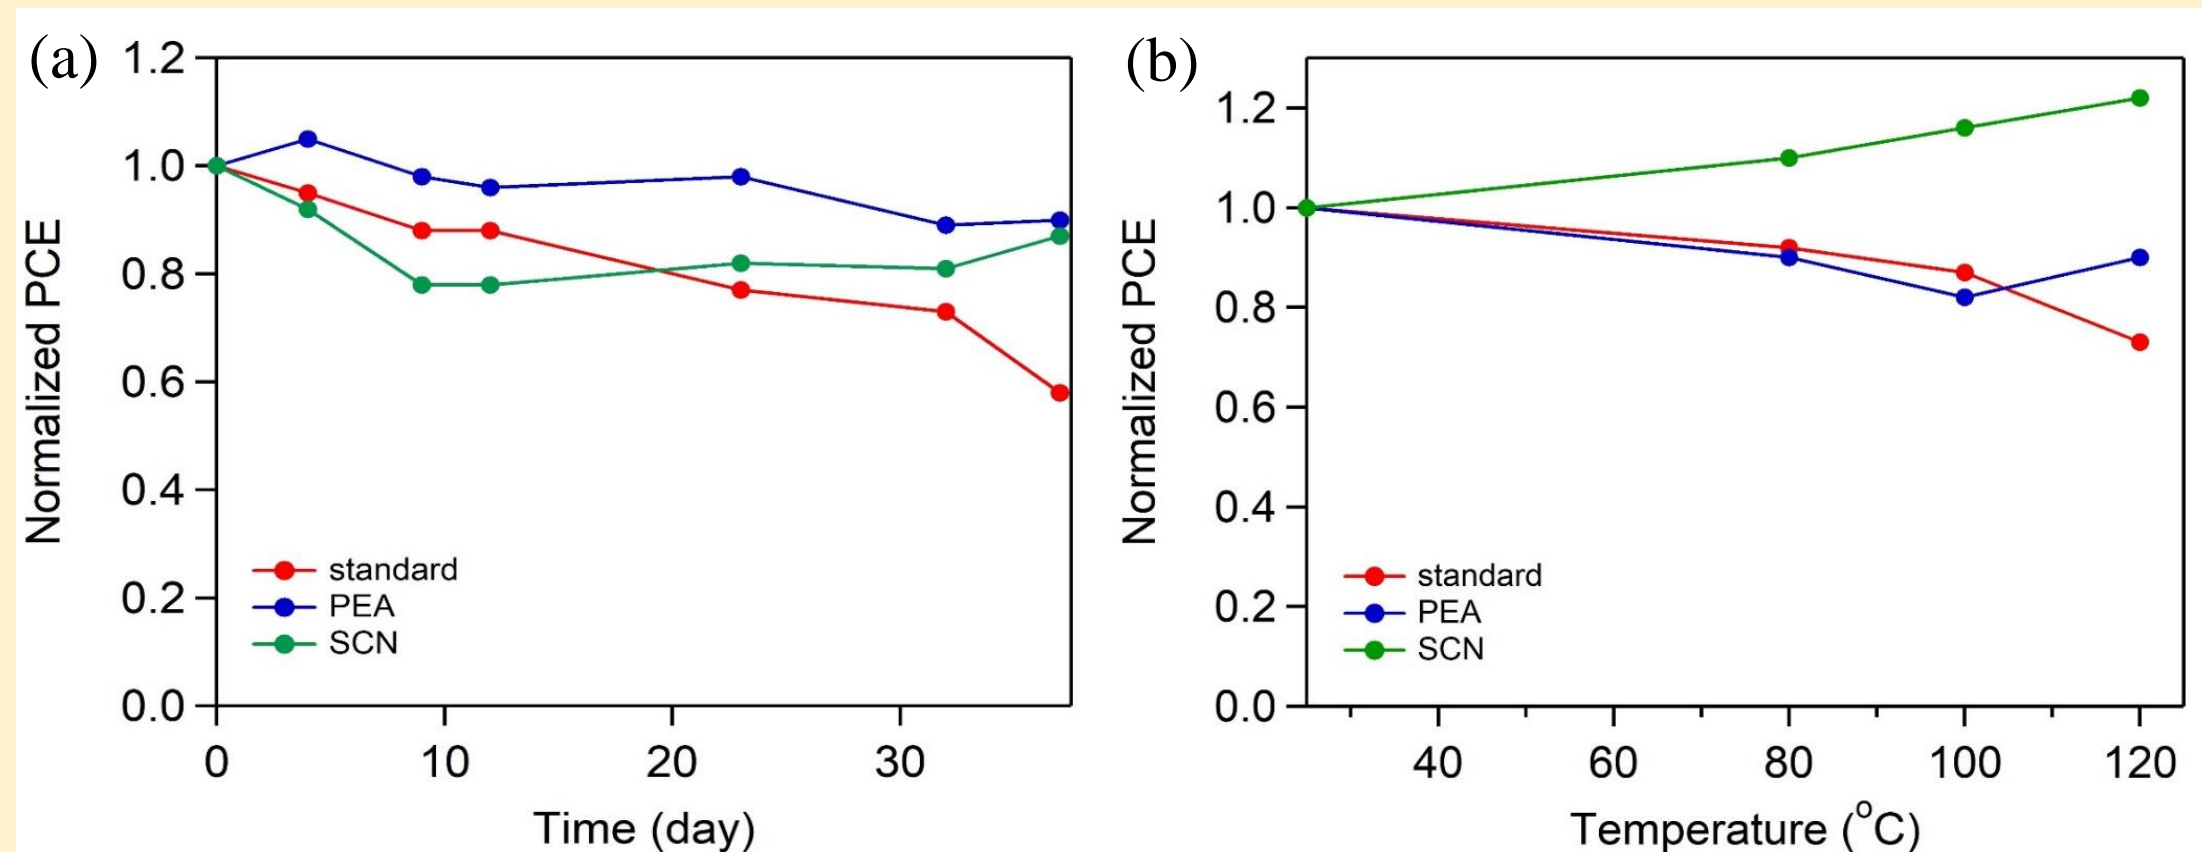 (a)
1.2
1.0
0.8
0.6
0.4
0.2
0.0
Normalized PCE
standard
PEA
SCN
0 10 20 30
Time (day)
(b)
1.2
1.0
0.8
0.6
0.4
0.2
0.0
Normalized PCE
standard
PEA
SCN
40 60 80 100 120
Temperature (°C)